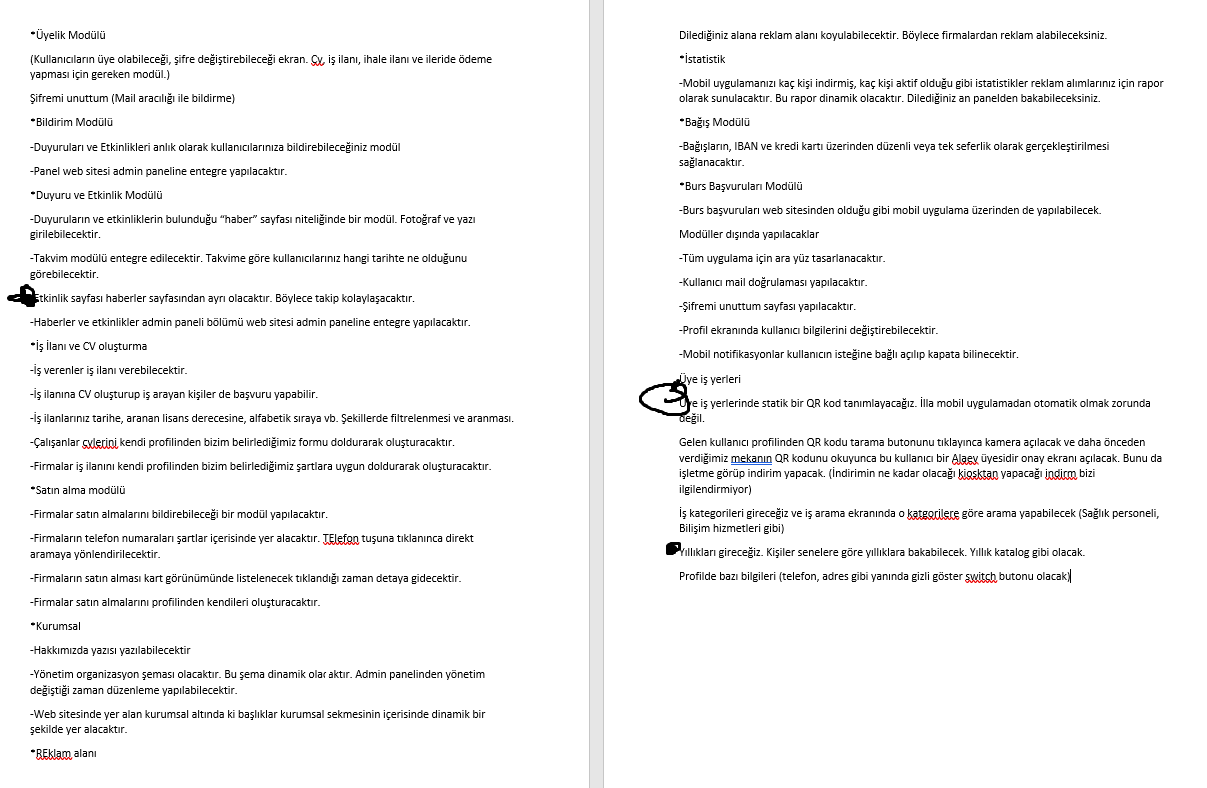 *Üyelik Modülü
(Kullanıcıların üye olabileceği, şifre değiştirebileceği ekran. Cv, iş ilanı, ihale ilanı ve ileride ödeme
yapması için gereken modül.)
Şifremi unuttum (Mail aracılığı ile bildirme)
*Bildirim Modülü
-Duyuruları ve Etkinlikleri anlık olarak kullanıcılarınıza bildirebileceğiniz modül
-Panel web sitesi admin paneline entegre yapılacaktır.
*Duyuru ve Etkinlik Modülü
-Duyuruların ve etkinliklerin bulunduğu “haber” sayfası niteliğinde bir modül. Fotoğraf ve yazı
girilebilecektir.
-Takvim modülü entegre edilecektir. Takvime göre kullanıcılarınız hangi tarihte ne olduğunu
görebilecektir.
Etkinlik sayfası haberler sayfasından ayrı olacaktır. Böylece takip kolaylaşacaktır.
-Haberler ve etkinlikler admin paneli bölümü web sitesi admin paneline entegre yapılacaktır.
*İş İlanı ve CV oluşturma
-İş verenler iş ilanı verebilecektir.
-İş ilanına CV oluşturup iş arayan kişiler de başvuru yapabilir.
-İş ilanlarınız tarihe, aranan lisans derecesine, alfabetik sıraya vb. Şekillerde filtrelenmesi ve aranması.
-Çalışanlar cvlerini kendi profilinden bizim belirlediğimiz formu doldurarak oluşturacaktır.
-Firmalar iş ilanını kendi profilinden bizim belirlediğimiz şartlara uygun doldurarak oluşturacaktır.
*Satın alma modülü
-Firmalar satın almalarını bildirebileceği bir modül yapılacaktır.
-Firmaların telefon numaraları şartlar içerisinde yer alacaktır. TElefon tuşuna tıklanınca direkt
aramaya yönlendirilecektir.
-Firmaların satın alması kart görünümünde listelenecek tıklandığı zaman detaya gidecektir.
-Firmalar satın almalarını profilinden kendileri oluşturacaktır.
*Kurumsal
-Hakkımızda yazısı yazılabilecektir
-Yönetim organizasyon şeması olacaktır. Bu şema dinamik olacaktır. Admin panelinden yönetim
değiştiği zaman düzenleme yapılabilecektir.
-Web sitesinde yer alan kurumsal altında ki başlıklar kurumsal sekmesinin içerisinde dinamik bir
şekilde yer alacaktır.
*REklam alanı
Dilediğiniz alana reklam alanı koyulabilecektir. Böylece firmalardan reklam alabileceksiniz.
*İstatistik
-Mobil uygulamanızı kaç kişi indirmiş, kaç kişi aktif olduğu gibi istatistikler reklam alımlarınız için rapor
olarak sunulacaktır. Bu rapor dinamik olacaktır. Dilediğiniz an panelden bakabileceksiniz.
*Bağış Modülü
-Bağışların, IBAN ve kredi kartı üzerinden düzenli veya tek seferlik olarak gerçekleştirilmesi
sağlanacaktır.
*Burs Başvuruları Modülü
-Burs başvuruları web sitesinden olduğu gibi mobil uygulama üzerinden de yapılabilecek.
Modüller dışında yapılacaklar
-Tüm uygulama için ara yüz tasarlanacaktır.
-Kullanıcı mail doğrulaması yapılacaktır.
-Şifremi unuttum sayfası yapılacaktır.
-Profil ekranında kullanıcı bilgilerini değiştirebilecektir.
-Mobil notifikasyonlar kullanıcın isteğine bağlı açılıp kapata bilinecektir.
Üye iş yerleri
Üye iş yerlerinde statik bir QR kod tanımlayacağız. İlla mobil uygulamadan otomatik olmak zorunda
değil.
Gelen kullanıcı profilinden QR kodu tarama butonunu tıklayınca kamera açılacak ve daha önceden
verdiğimiz mekanın QR kodunu okuyunca bu kullanıcı bir Alaev üyesidir onay ekranı açılacak. Bunu da
işletme görüp indirim yapacak. (İndirimin ne kadar olacağı kiosktan yapacağı indirm bizi
ilgilendirmiyor)
İş kategorileri gireceğiz ve iş arama ekranında o katgorilere göre arama yapabilecek (Sağlık personeli,
Bilişim hizmetleri gibi)
Yıllıkları gireceğiz. Kişiler senelere göre yıllıklara bakabilecek. Yıllık katalog gibi olacak.
Profilde bazı bilgileri (telefon, adres gibi yanında gizli göster switch butonu olacak)